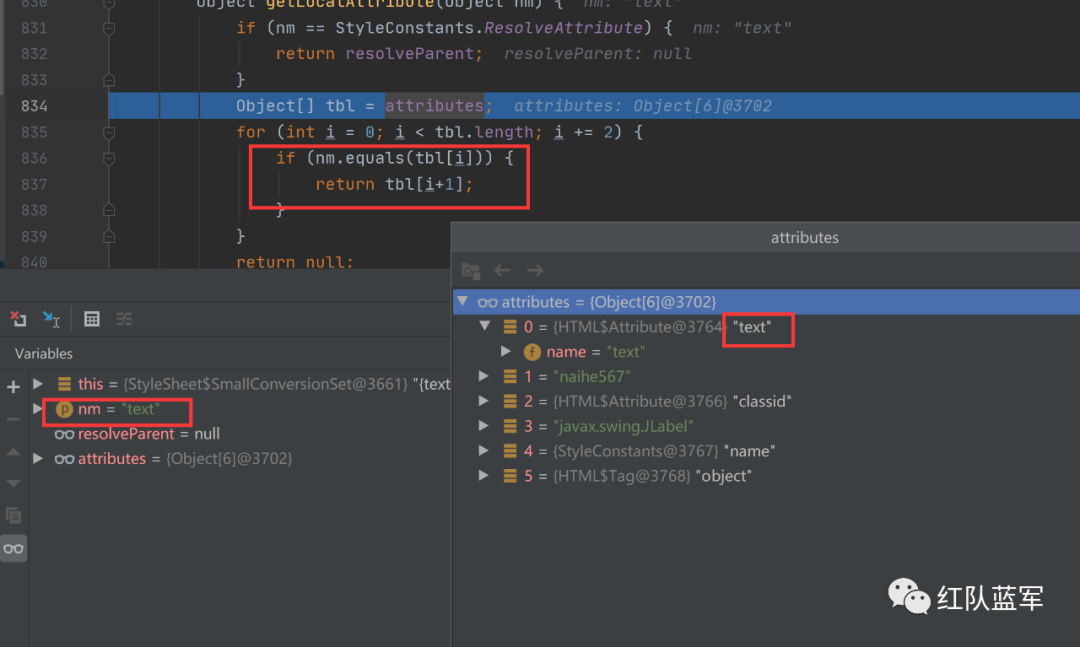 830 Object getLocalAttribute(Object nm) { nm: "text"
831 if (nm == StyleConstants.ResolveAttribute) { nm: "text"
832 return resolveParent; resolveParent: null
833 }
834 Object[] tbl = attributes; attributes: Object[6]@3702
835 for (int i = 0; i < tbl.length; i += 2) {
836 if (nm.equals(tbl[i])) {
837 return tbl[i+1];
838 }
839 }
840 return null;
attributes
attributes = {Object[6]@3702}
0 = {HTML$Attribute@3764} "text"
name = "text"
1 = "naihe567"
2 = {HTML$Attribute@3766} "classid"
3 = "javax.swingJLabel"
4 = {StyleConstants@3767} "name"
5 = {HTML$Tag@3768} "object"
Variables
this = {StyleSheet$SmallConversionSet@3661} "{text
nm = "text"
resolveParent = null
attributes = {Object[6]@3702}
红队蓝军